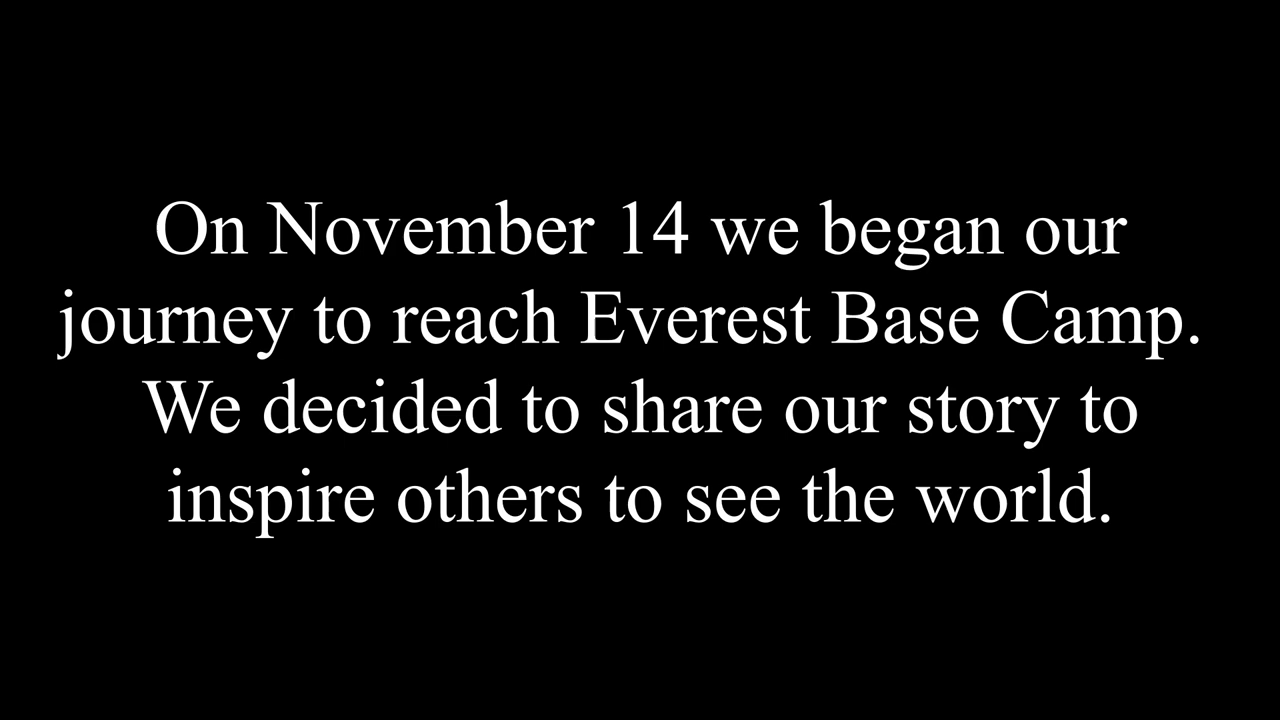 On November 14 we began our
journey to reach Everest Base Camp.
We decided to share our story to
inspire others to see the world.